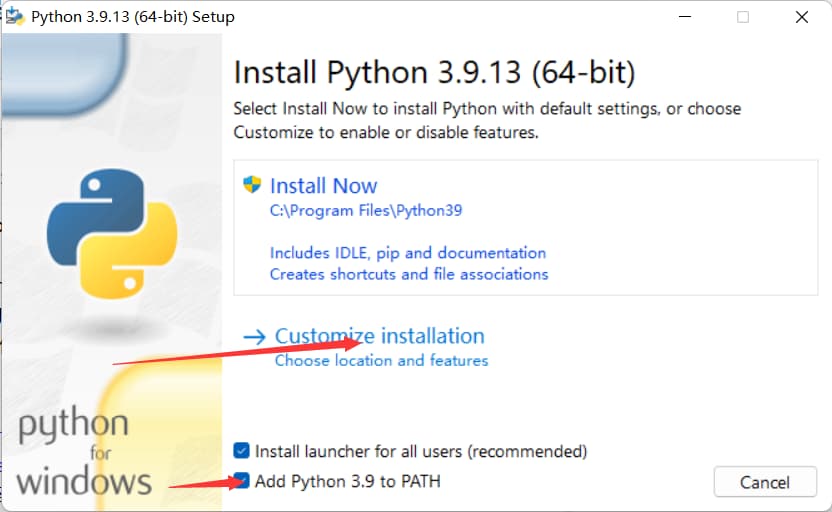 Python 3.9.13 (64-bit) Setup
Install Python 3.9.13 (64-bit)
Select Install Now to install Python with default settings, or choose
Customize to enable or disable features.
Install Now
C:\Program Files\Python39
Includes IDLE, pip and documentation
Creates shortcuts and file associations
Customize installation
Choose location and features
python
for
windows
Install launcher for all users (recommended)
Add Python 3.9 to PATH
Cancel